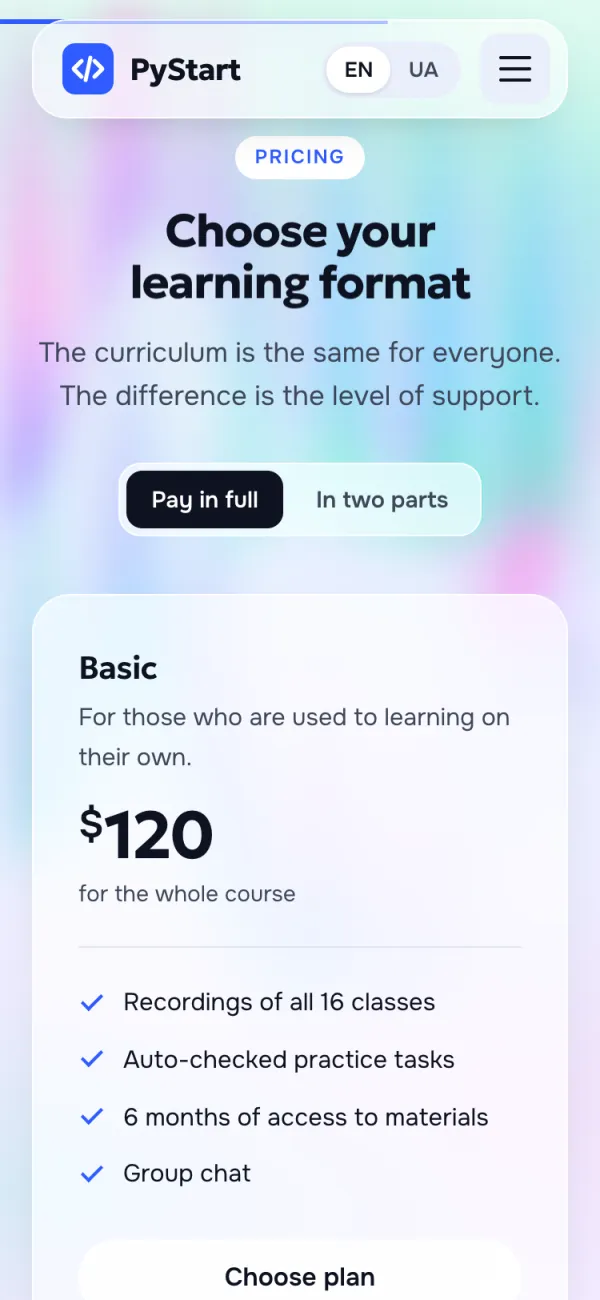 PyStart
EN
UA
PRICING
Choose your
learning format
The curriculum is the same for everyone.
The difference is the level of support.
Pay in full
In two parts
Basic
For those who are used to learning on
their own.
$120
for the whole course
Recordings of all 16 classes
Auto-checked practice tasks
6 months of access to materials
Group chat
Choose plan